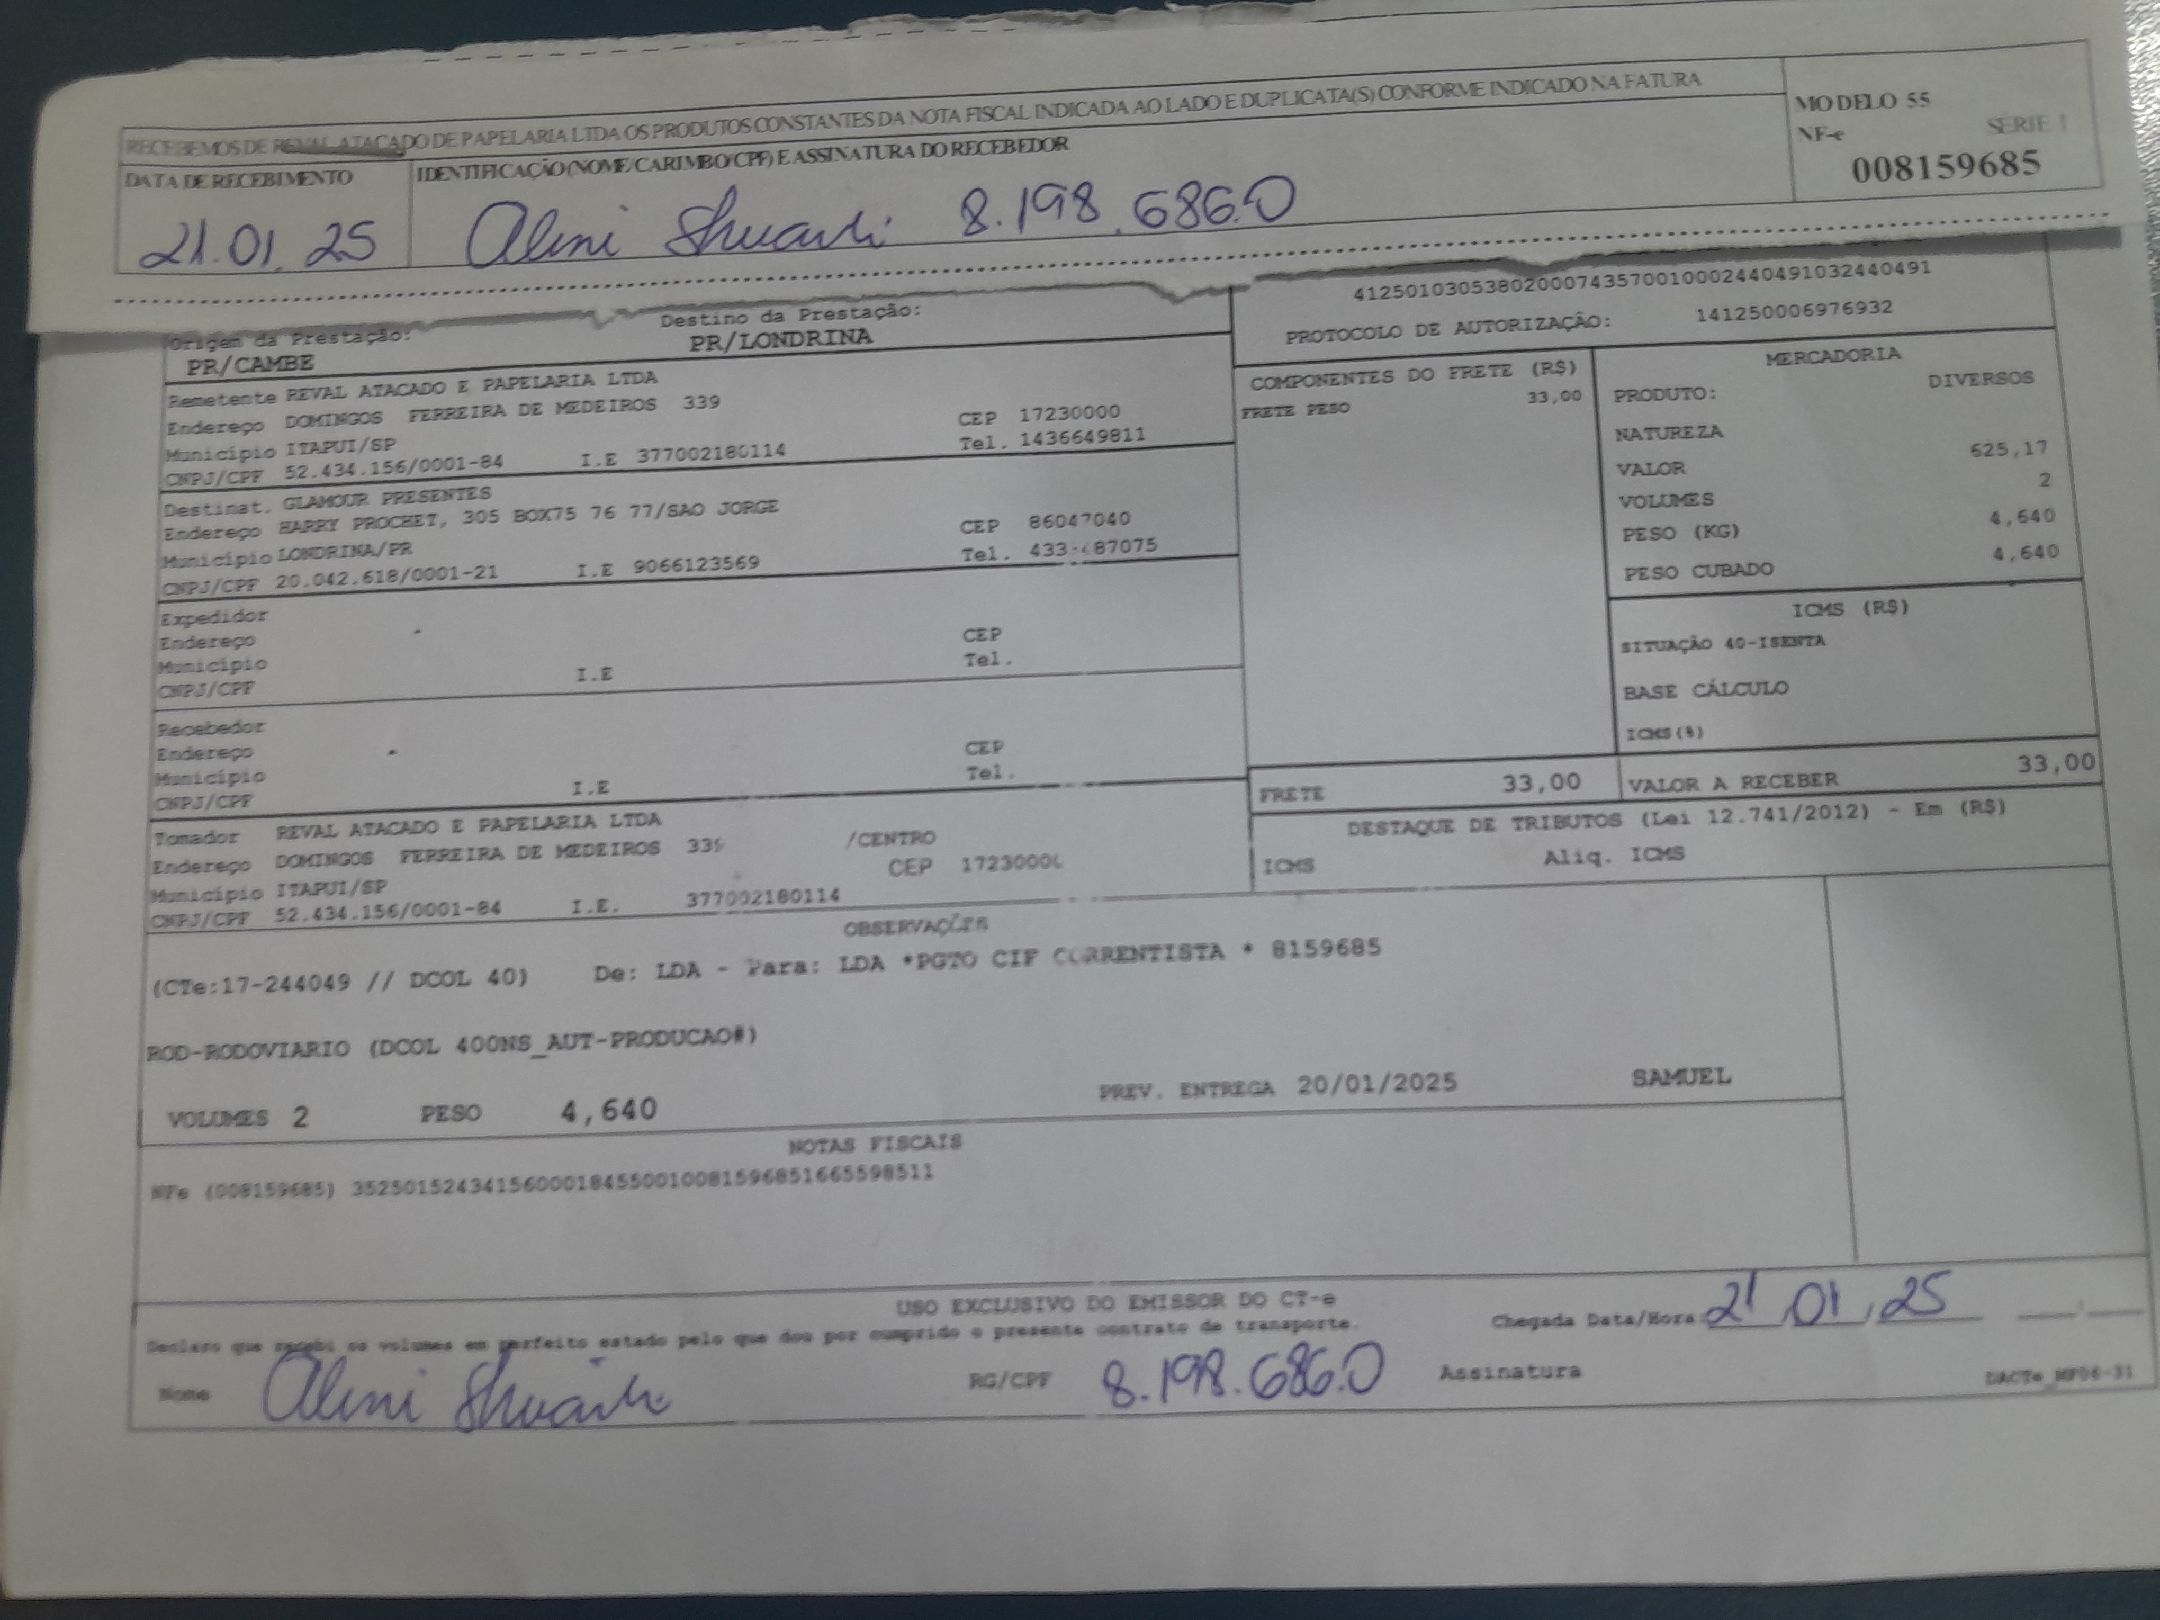 RECEBEMOS DE REVAL ATACADO DE PAPELARIA LTDA OS PRODUTOS CONSTANTES DA NOTA FISCAL INDICADA AO LADO E DUPLICATA(S) CONFORME INDICADO NA FATURA
MODELO 55
NF-e SÉRIE 1
008159685
DATA DE RECEBIMENTO
IDENTIFICAÇÃO (NOME/CARIMBO/CPF) E ASSINATURA DO RECEBEDOR
21.01.25 8.198.686.0
Origem da Prestação: Destino da Prestação:
PR/CAMBE PR/LONDRINA
41250103053802000743570010002440491032440491
PROTOCOLO DE AUTORIZAÇÃO: 141250006976932
Remetente REVAL ATACADO E PAPELARIA LTDA
Endereço DOMINGOS FERREIRA DE MEDEIROS 339 CEP 17230000
Município ITAPUI/SP Tel. 1436649811
CNPJ/CPF 52.434.156/0001-84 I.E 377002180114
Destinat. GLAMOUR PRESENTES
Endereço HARRY PROCHET, 305 BOX75 76 77/SAO JORGE CEP 86047040
Município LONDRINA/PR Tel.
CNPJ/CPF 20.042.618/0001-21 I.E 9066123569
Expedidor
Endereço CEP
Município Tel.
CNPJ/CPF I.E
Recebedor
Endereço CEP
Município Tel.
CNPJ/CPF I.E
Tomador REVAL ATACADO E PAPELARIA LTDA
Endereço DOMINGOS FERREIRA DE MEDEIROS 339 /CENTRO
Município ITAPUI/SP CEP 17230000
CNPJ/CPF 52.434.156/0001-84 I.E. 377002180114
COMPONENTES DO FRETE (R$)
FRETE PESO 33,00
MERCADORIA
PRODUTO: DIVERSOS
NATUREZA
VALOR 625,17
VOLUMES 2
PESO (KG) 4,640
PESO CUBADO 4,640
ICMS (R$)
SITUAÇÃO 40-ISENTA
BASE CÁLCULO
ICMS(%)
FRETE 33,00 VALOR A RECEBER 33,00
DESTAQUE DE TRIBUTOS (Lei 12.741/2012) - Em (R$)
ICMS Aliq. ICMS
OBSERVAÇÕES
(CTe:17-244049 // DCOL 40) De: LDA - Para: LDA *PGTO CIF CORRENTISTA * 8159685
ROD-RODOVIARIO (DCOL 400NS_AUT-PRODUCAO#)
VOLUMES 2 PESO 4,640 PREV. ENTREGA 20/01/2025 SAMUEL
NOTAS FISCAIS
NFe (008159685) 35250152434156000184550010081596851665598511
USO EXCLUSIVO DO EMISSOR DO CT-e
Declaro que recebi os volumes em perfeito estado pelo que dou por cumprido o presente contrato de transporte.
Chegada Data/Hora 21.01.25
Nome RG/CPF 8.198.686.0 Assinatura